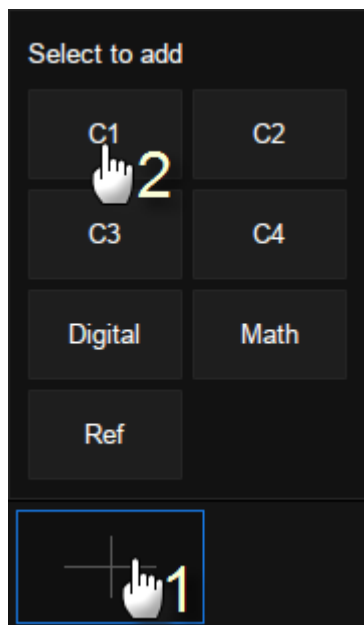 Select to add
C1 C2
2
C3 C4
Digital Math
Ref
1